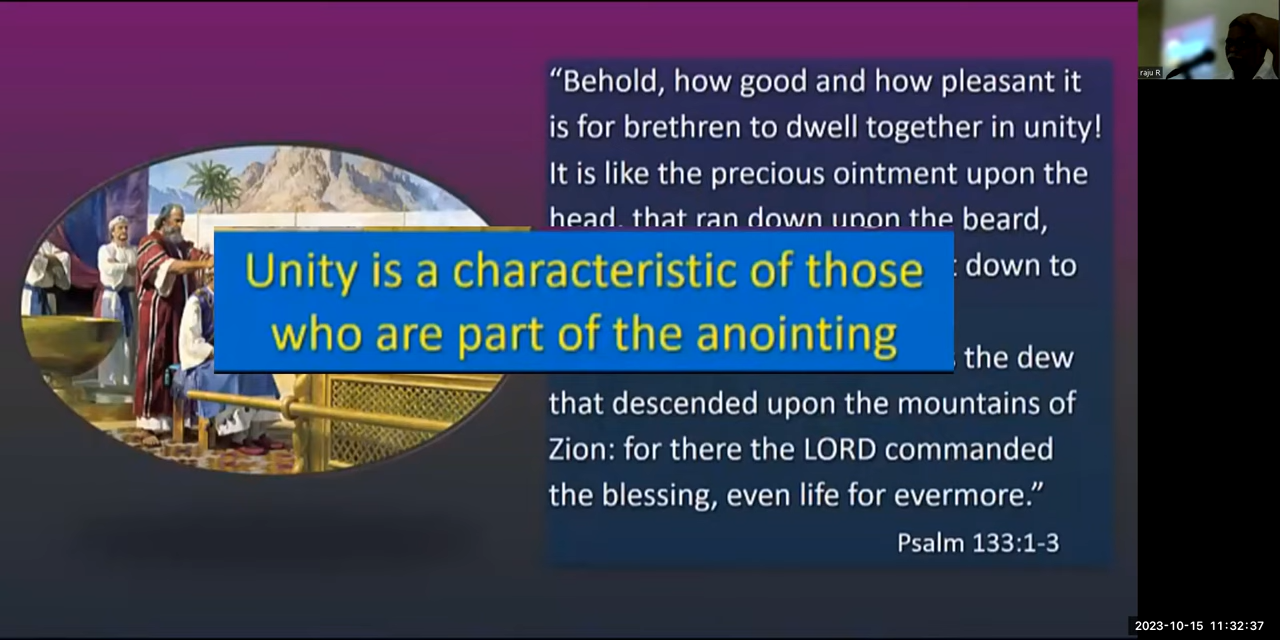 “Behold, how good and how pleasant it
is for brethren to dwell together in unity!
It is like the precious ointment upon the
head, that ran down upon the beard,
down to
the dew
that descended upon the mountains of
Zion: for there the LORD commanded
the blessing, even life for evermore.”
Psalm 133:1-3
Unity is a characteristic of those
who are part of the anointing
raju R
2023-10-15 11:32:37